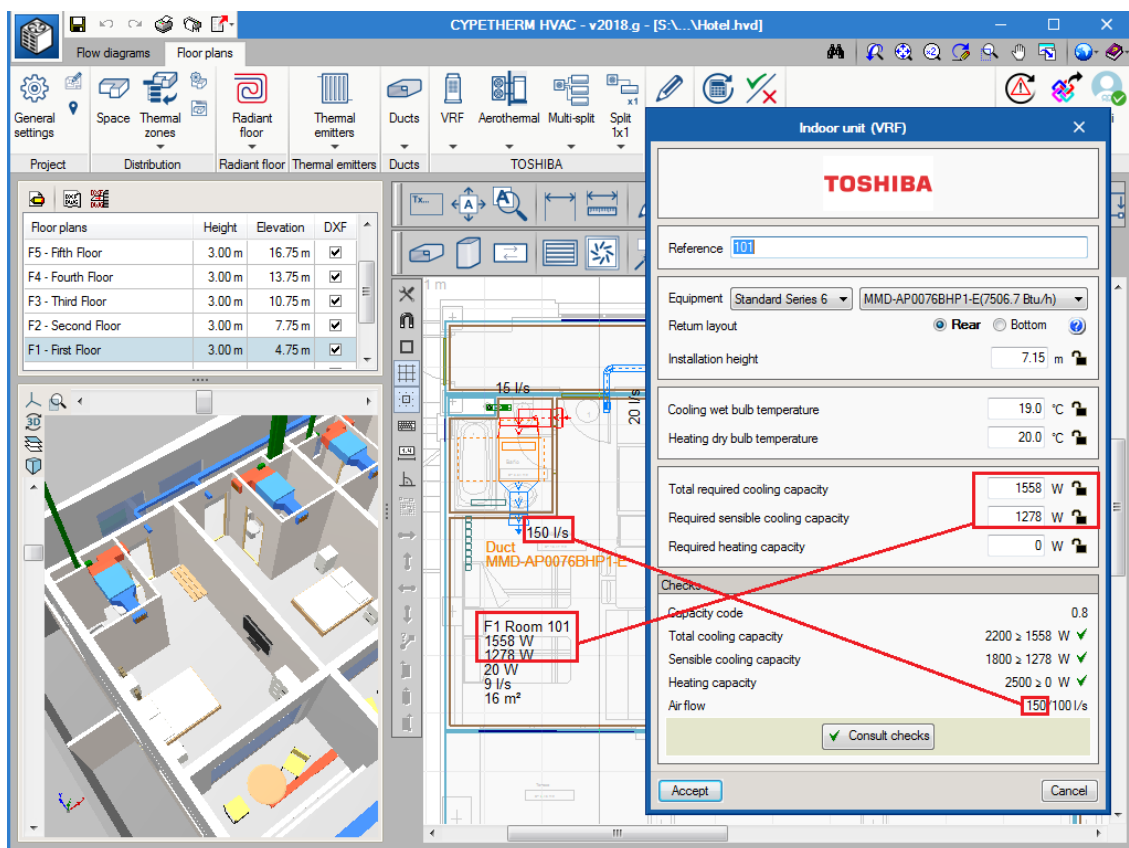 CYPETHERM HVAC - v2018.g - [S:\...\Hotel.hvd]
Flow diagrams Floor plans
General settings
Space
Thermal zones
Radiant floor
Thermal emitters
Ducts
VRF
Aerothermal
Multi-split
Split 1x1
x1
Project Distribution Radiant floor Thermal emitters Ducts TOSHIBA
Floor plans Height Elevation DXF
F5 - Fifth Floor 3.00 m 16.75 m
F4 - Fourth Floor 3.00 m 13.75 m
F3 - Third Floor 3.00 m 10.75 m
F2 - Second Floor 3.00 m 7.75 m
F1 - First Floor 3.00 m 4.75 m
3D
Tx...
1 m
15 l/s
20 l/s
150 l/s
Duct
MMD-AP0076BHP1-E
F1 Room 101
1558 W
1278 W
20 W
9 l/s
16 m²
Indoor unit (VRF)
TOSHIBA
Reference 101
Equipment Standard Series 6 MMD-AP0076BHP1-E(7506.7 Btu/h)
Return layout Rear Bottom
Installation height 7.15 m
Cooling wet bulb temperature 19.0 °C
Heating dry bulb temperature 20.0 °C
Total required cooling capacity 1558 W
Required sensible cooling capacity 1278 W
Required heating capacity 0 W
Checks
Capacity code 0.8
Total cooling capacity 2200 ≥ 1558 W
Sensible cooling capacity 1800 ≥ 1278 W
Heating capacity 2500 ≥ 0 W
Air flow 150/100 l/s
Consult checks
Accept Cancel